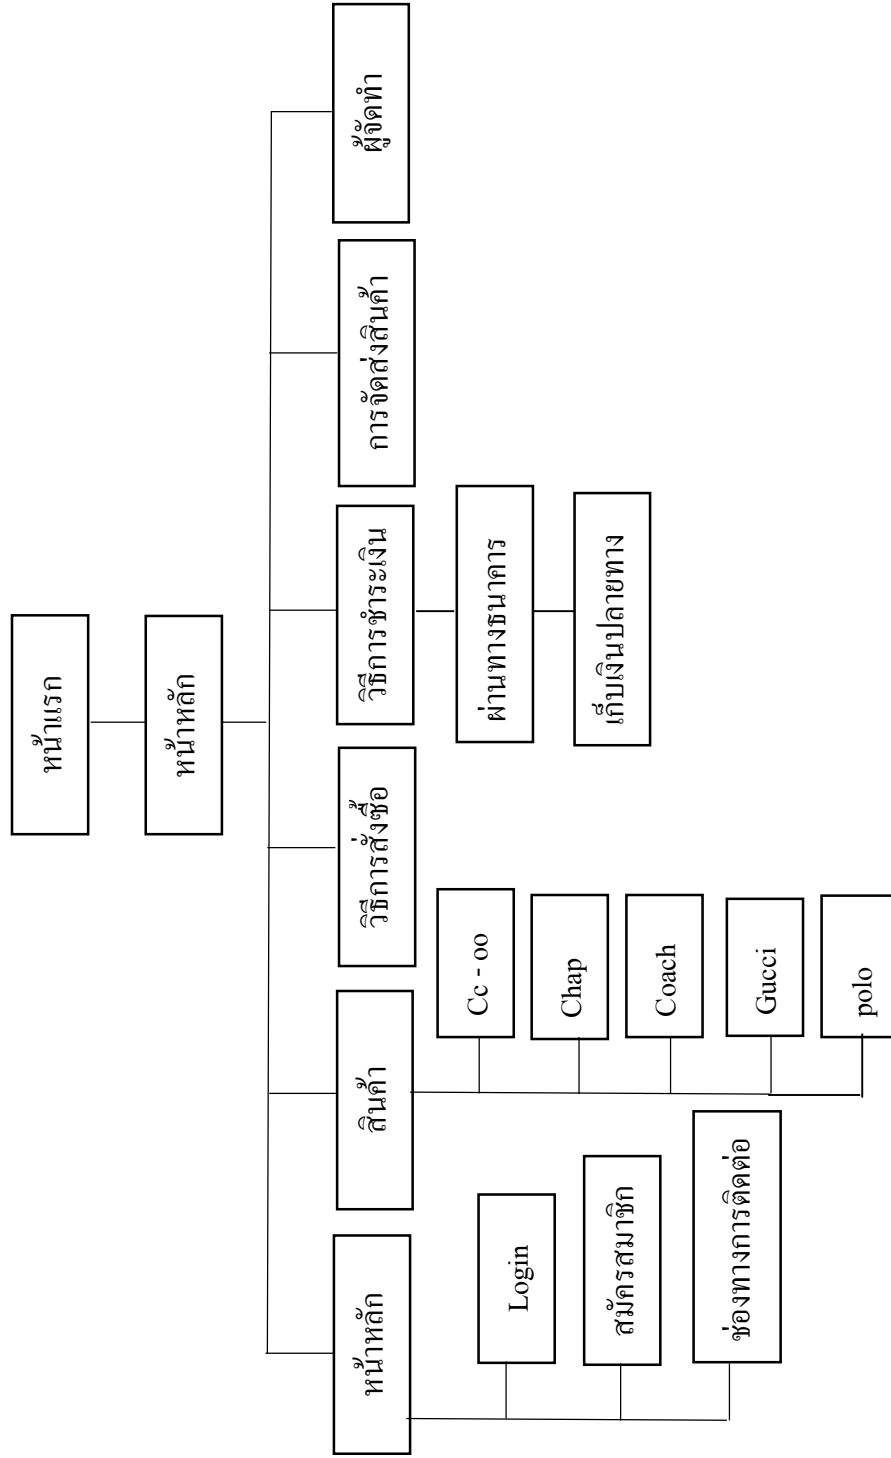 หน้าแรก
หน้าหลัก
หน้าหลัก
สินค้า
วิธีการสั่งซื้อ
วิธีการชำระเงิน
การจัดส่งสินค้า
ผู้จัดทำ
Login
สมัครสมาชิก
ช่องทางการติดต่อ
Cc - oo
Chap
Coach
Gucci
polo
ผ่านทางธนาคาร
เก็บเงินปลายทาง